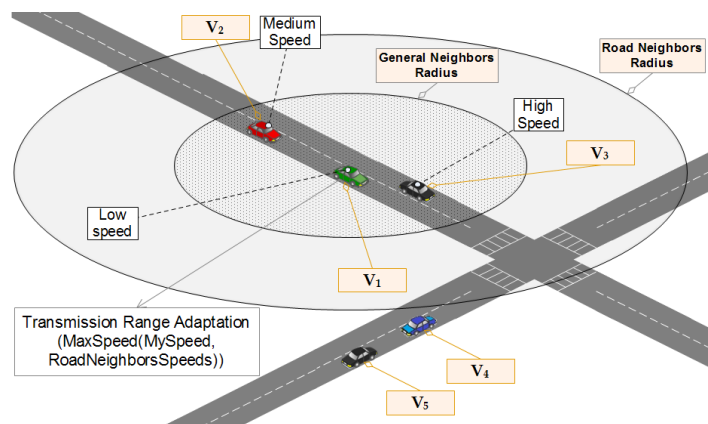 V₂
Medium
Speed
General Neighbors
Radius
Road Neighbors
Radius
High
Speed
V₃
Low
speed
V₁
Transmission Range Adaptation
(MaxSpeed(MySpeed,
RoadNeighborsSpeeds))
V₄
V₅